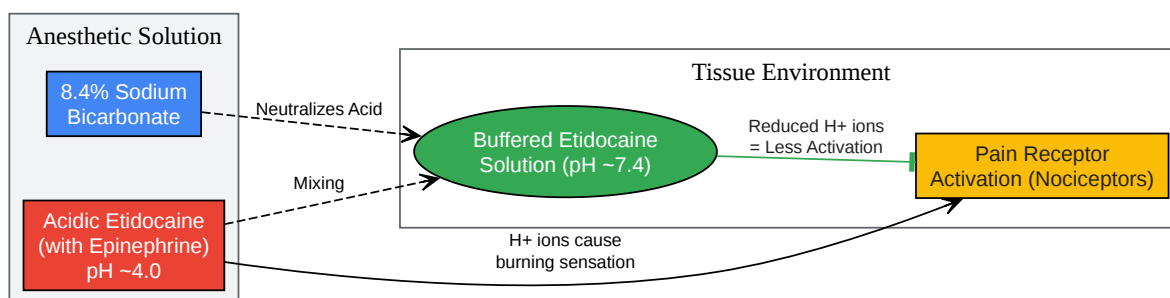 Anesthetic Solution
8.4% Sodium
Bicarbonate
Neutralizes Acid
Mixing
Acidic Etidocaine
(with Epinephrine)
pH ~4.0
Tissue Environment
Buffered Etidocaine
Solution (pH ~7.4)
Reduced H+ ions
= Less Activation
Pain Receptor
Activation (Nociceptors)
H+ ions cause
burning sensation